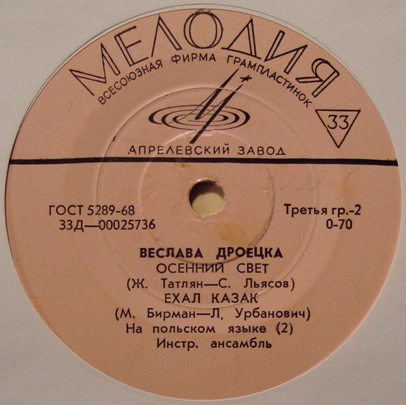 МЕЛОДИЯ
ВСЕСОЮЗНАЯ ФИРМА ГРАМПЛАСТИНОК
33
АПРЕЛЕВСКИЙ ЗАВОД
ГОСТ 5289-68
33Д—00025736
Третья гр.-2
0-70
ВЕСЛАВА ДРОЕЦКА
ОСЕННИЙ СВЕТ
(Ж. Татлян—С. Льясов)
ЕХАЛ КАЗАК
(М. Бирман—Л. Урбанович)
На польском языке (2)
Инстр. ансамбль